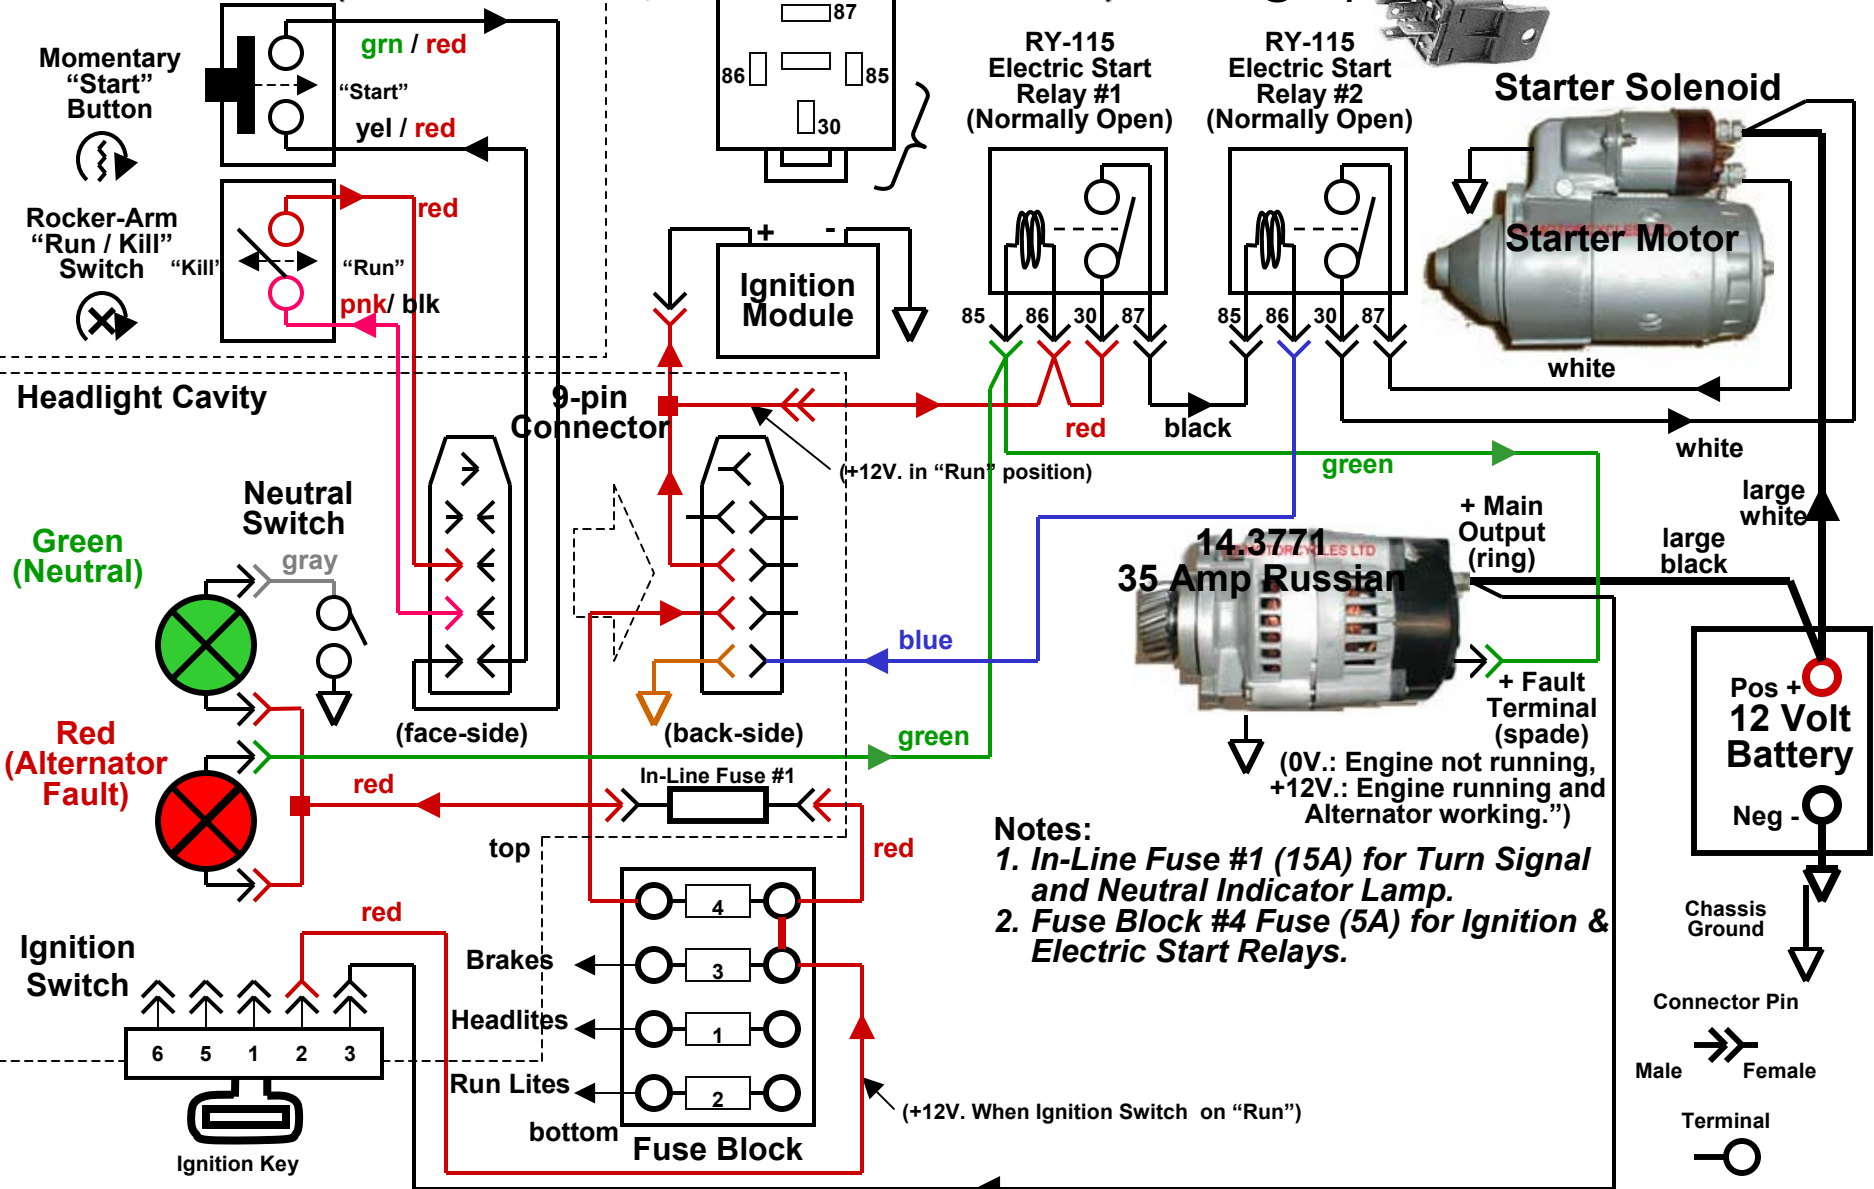 Momentary
“Start”
Button
grn / red
“Start”
yel / red
Rocker-Arm
“Run / Kill”
Switch
“Kill’
“Run”
red
pnk/ blk
87
86
85
30
RY-115
Electric Start
Relay #1
(Normally Open)
RY-115
Electric Start
Relay #2
(Normally Open)
Starter Solenoid
Starter Motor
+ -
Ignition
Module
85 86 30 87
85 86 30 87
white
white
red
black
green
(+12V. in “Run” position)
Headlight Cavity
9-pin
Connector
Neutral
Switch
gray
Green
(Neutral)
Red
(Alternator
Fault)
(face-side)
(back-side)
blue
green
14.3771
35 Amp Russian
+ Main
Output
(ring)
large
black
large
white
+ Fault
Terminal
(spade)
(0V.: Engine not running,
+12V.: Engine running and
Alternator working.”)
Pos +
12 Volt
Battery
Neg -
Chassis
Ground
In-Line Fuse #1
red
red
top
Notes:
1. In-Line Fuse #1 (15A) for Turn Signal
and Neutral Indicator Lamp.
2. Fuse Block #4 Fuse (5A) for Ignition &
Electric Start Relays.
red
Ignition
Switch
6 5 1 2 3
Ignition Key
4
Brakes 3
Headlites 1
Run Lites 2
bottom
Fuse Block
(+12V. When Ignition Switch on “Run”)
Connector Pin
Male Female
Terminal